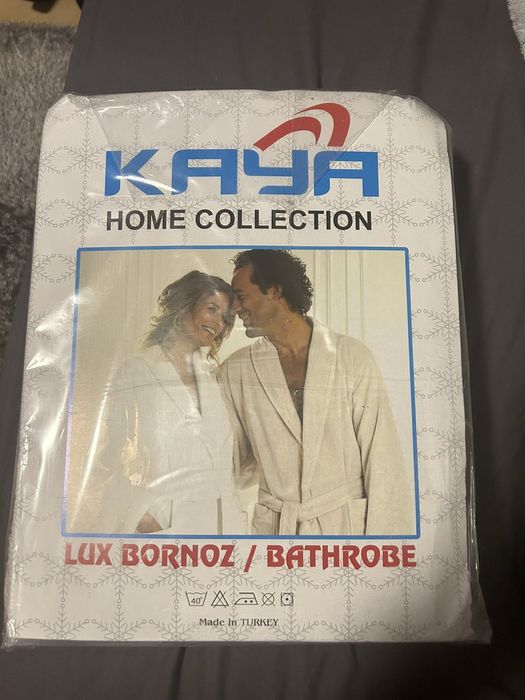 KAYA
HOME COLLECTION
LUX BORNOZ / BATHROBE
40°
Made in TURKEY